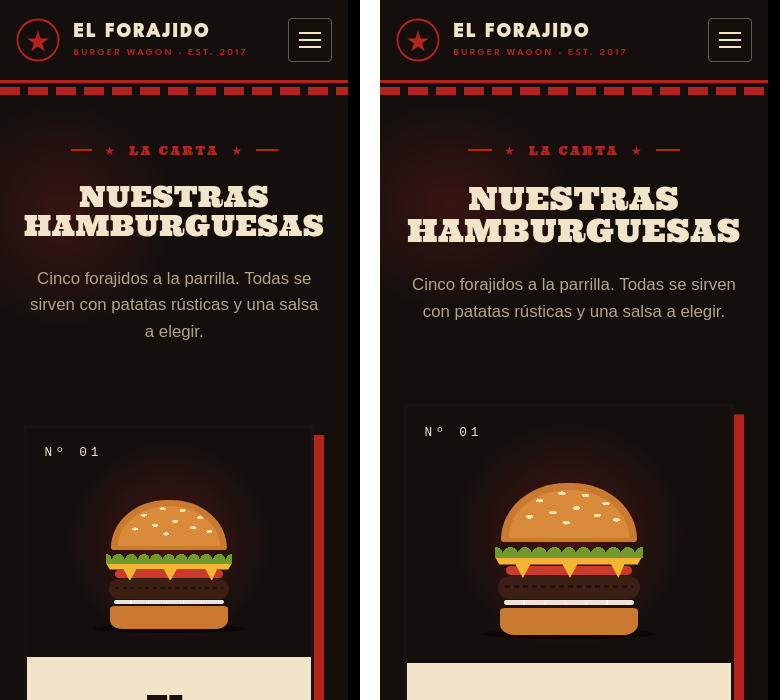 EL FORAJIDO
BURGER WAGON · EST. 2017
★ LA CARTA ★
NUESTRAS
HAMBURGUESAS
Cinco forajidos a la parrilla. Todas se
sirven con patatas rústicas y una salsa
a elegir.
Nº 01
EL FORAJIDO
BURGER WAGON · EST. 2017
★ LA CARTA ★
NUESTRAS
HAMBURGUESAS
Cinco forajidos a la parrilla. Todas se sirven
con patatas rústicas y una salsa a elegir.
Nº 01